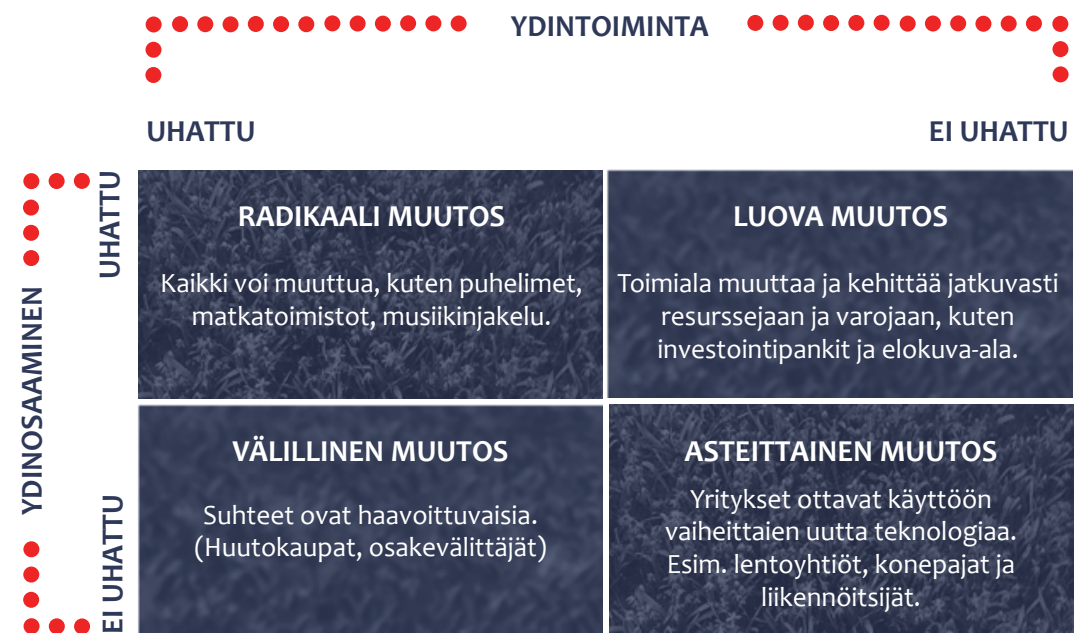 YDINTOIMINTA
UHATTU
EI UHATTU
YDINOSAAMINEN
UHATTU
EI UHATTU
RADIKAALI MUUTOS
Kaikki voi muuttua, kuten puhelimet,
matkatoimistot, musiikinjakelu.
LUOVA MUUTOS
Toimiala muuttaa ja kehittää jatkuvasti
resurssejaan ja varojaan, kuten
investointipankit ja elokuva-ala.
VÄLILLINEN MUUTOS
Suhteet ovat haavoittuvaisia.
(Huutokaupat, osakevälittäjät)
ASTEITTAINEN MUUTOS
Yritykset ottavat käyttöön
vaiheittaien uutta teknologiaa.
Esim. lentoyhtiöt, konepajat ja
liikennöitsijät.